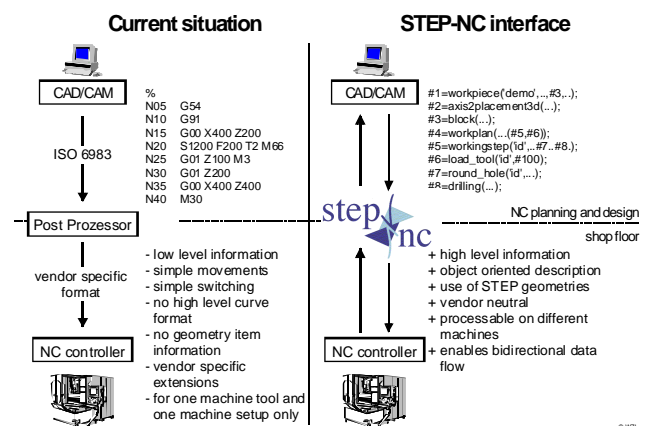 Current situation
CAD/CAM
ISO 6983
Post Prozessor
vendor specific
format
NC controller
%
N05 G54
N10 G91
N15 G00 X400 Z200
N20 S1200 F200 T2 M66
N25 G01 Z100 M3
N30 G01 Z200
N35 G00 X400 Z400
N40 M30
- low level information
- simple movements
- simple switching
- no high level curve
format
- no geometry item
information
- vendor specific
extensions
- for one machine tool and
one machine setup only
STEP-NC interface
CAD/CAM
#1=workpiece('demo',..,#3,..);
#2=axis2placement3d(...);
#3=block(...);
#4=workplan(...(#5,#6));
#5=workingstep('id',..#7..#8.);
#6=load_tool('id',#100);
#7=round_hole('id',...);
#8=drilling(...);
step nc
NC planning and design
shop floor
+ high level information
+ object oriented description
+ use of STEP geometries
+ vendor neutral
+ processable on different
machines
+ enables bidirectional data
flow
NC controller